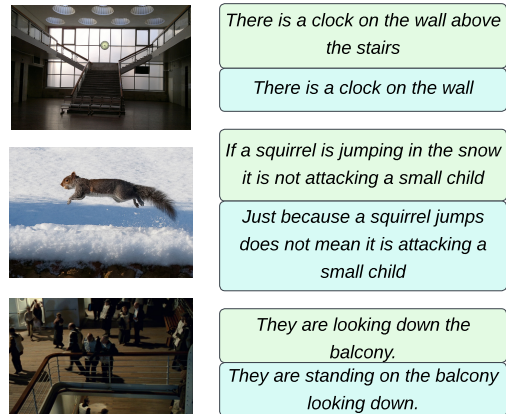 There is a clock on the wall above
the stairs
There is a clock on the wall
If a squirrel is jumping in the snow
it is not attacking a small child
Just because a squirrel jumps
does not mean it is attacking a
small child
They are looking down the
balcony.
They are standing on the balcony
looking down.